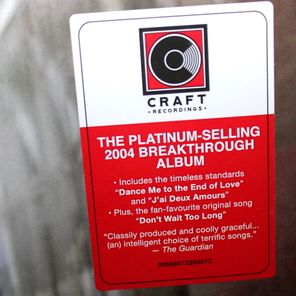 CRAFT
• RECORDINGS •
THE PLATINUM-SELLING
2004 BREAKTHROUGH
ALBUM
• Includes the timeless standards
“Dance Me to the End of Love”
and “J’ai Deux Amours”
• Plus, the fan-favourite original song
“Don’t Wait Too Long”
“Classily produced and coolly graceful...
(an) intelligent choice of terrific songs.”
— The Guardian